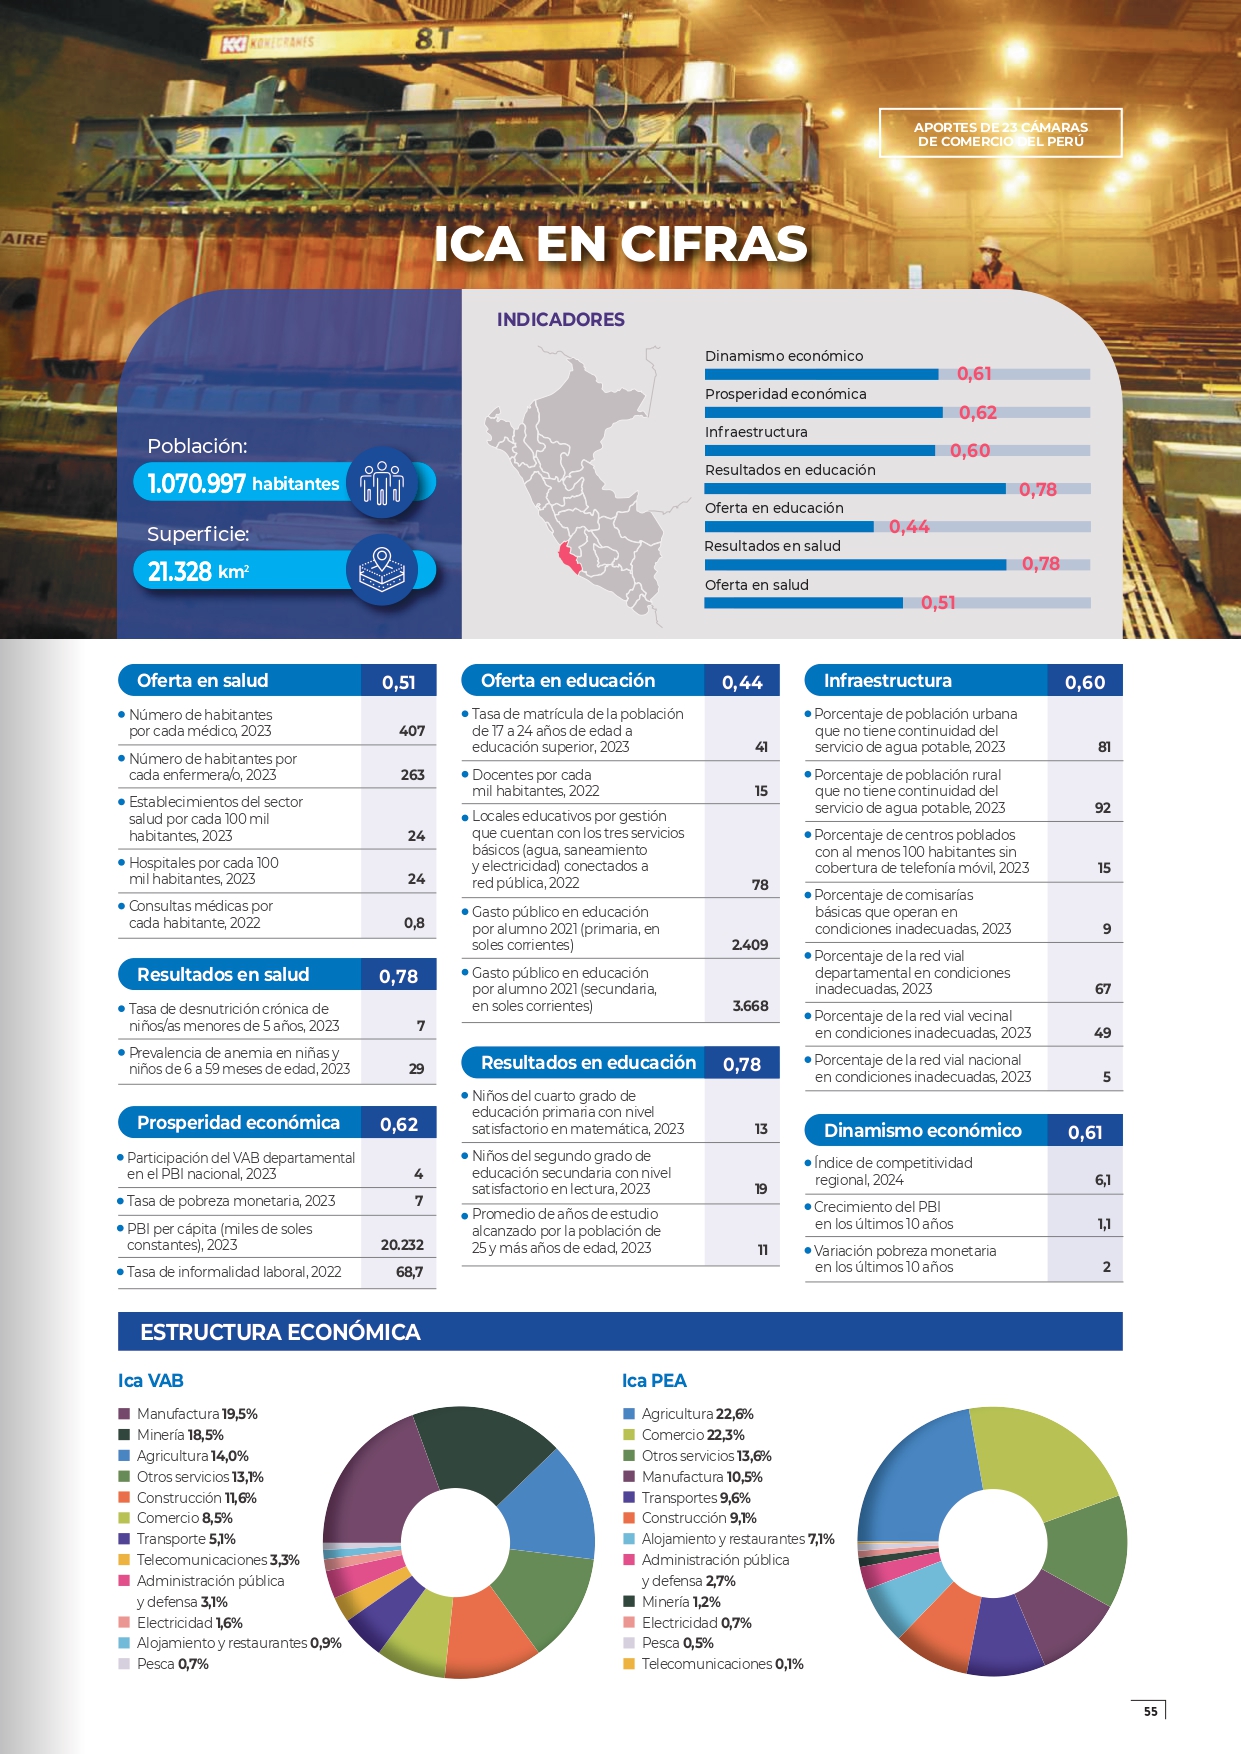 KONECRANES
8T
AIRE
APORTES DE 23 CÁMARAS
DE COMERCIO DEL PERÚ
ICA EN CIFRAS
Población:
1.070.997 habitantes
Superficie:
21.328 km²
INDICADORES
Dinamismo económico
0,61
Prosperidad económica
0,62
Infraestructura
0,60
Resultados en educación
0,78
Oferta en educación
0,44
Resultados en salud
0,78
Oferta en salud
0,51
Oferta en salud 0,51
Número de habitantes
por cada médico, 2023 407
Número de habitantes por
cada enfermera/o, 2023 263
Establecimientos del sector
salud por cada 100 mil
habitantes, 2023 24
Hospitales por cada 100
mil habitantes, 2023 24
Consultas médicas por
cada habitante, 2022 0,8
Resultados en salud 0,78
Tasa de desnutrición crónica de
niños/as menores de 5 años, 2023 7
Prevalencia de anemia en niñas y
niños de 6 a 59 meses de edad, 2023 29
Prosperidad económica 0,62
Participación del VAB departamental
en el PBI nacional, 2023 4
Tasa de pobreza monetaria, 2023 7
PBI per cápita (miles de soles
constantes), 2023 20.232
Tasa de informalidad laboral, 2022 68,7
Oferta en educación 0,44
Tasa de matrícula de la población
de 17 a 24 años de edad a
educación superior, 2023 41
Docentes por cada
mil habitantes, 2022 15
Locales educativos por gestión
que cuentan con los tres servicios
básicos (agua, saneamiento
y electricidad) conectados a
red pública, 2022 78
Gasto público en educación
por alumno 2021 (primaria, en
soles corrientes) 2.409
Gasto público en educación
por alumno 2021 (secundaria,
en soles corrientes) 3.668
Resultados en educación 0,78
Niños del cuarto grado de
educación primaria con nivel
satisfactorio en matemática, 2023 13
Niños del segundo grado de
educación secundaria con nivel
satisfactorio en lectura, 2023 19
Promedio de años de estudio
alcanzado por la población de
25 y más años de edad, 2023 11
Infraestructura 0,60
Porcentaje de población urbana
que no tiene continuidad del
servicio de agua potable, 2023 81
Porcentaje de población rural
que no tiene continuidad del
servicio de agua potable, 2023 92
Porcentaje de centros poblados
con al menos 100 habitantes sin
cobertura de telefonía móvil, 2023 15
Porcentaje de comisarías
básicas que operan en
condiciones inadecuadas, 2023 9
Porcentaje de la red vial
departamental en condiciones
inadecuadas, 2023 67
Porcentaje de la red vial vecinal
en condiciones inadecuadas, 2023 49
Porcentaje de la red vial nacional
en condiciones inadecuadas, 2023 5
Dinamismo económico 0,61
Índice de competitividad
regional, 2024 6,1
Crecimiento del PBI
en los últimos 10 años 1,1
Variación pobreza monetaria
en los últimos 10 años 2
ESTRUCTURA ECONÓMICA
Ica VAB
Manufactura 19,5%
Minería 18,5%
Agricultura 14,0%
Otros servicios 13,1%
Construcción 11,6%
Comercio 8,5%
Transporte 5,1%
Telecomunicaciones 3,3%
Administración pública
y defensa 3,1%
Electricidad 1,6%
Alojamiento y restaurantes 0,9%
Pesca 0,7%
Ica PEA
Agricultura 22,6%
Comercio 22,3%
Otros servicios 13,6%
Manufactura 10,5%
Transportes 9,6%
Construcción 9,1%
Alojamiento y restaurantes 7,1%
Administración pública
y defensa 2,7%
Minería 1,2%
Electricidad 0,7%
Pesca 0,5%
Telecomunicaciones 0,1%
55